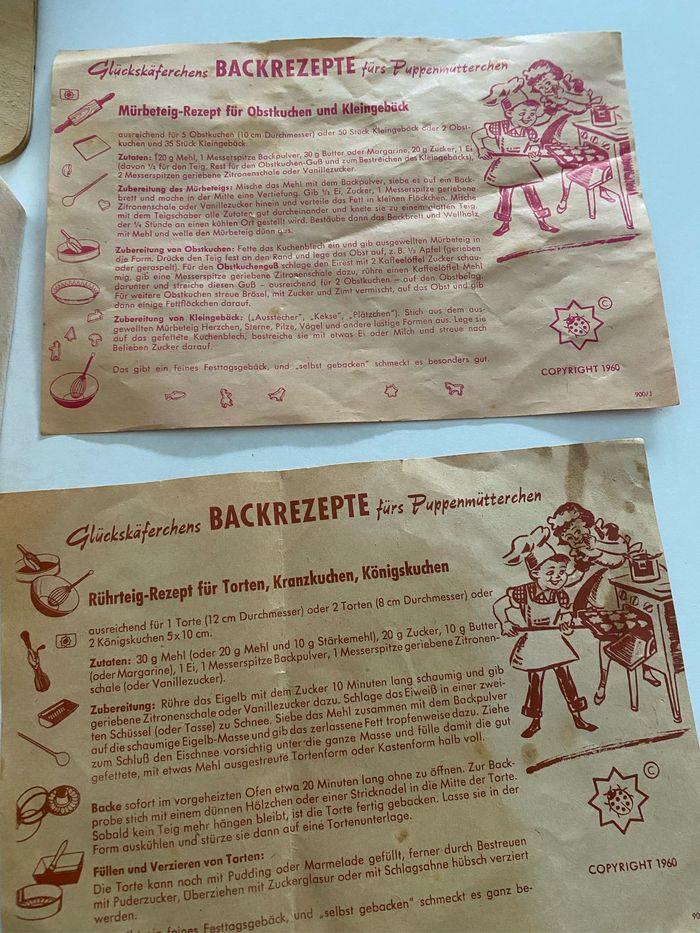 Glückskäferchens BACKREZEPTE fürs Puppenmütterchen
Mürbeteig-Rezept für Obstkuchen und Kleingebäck
ausreichend für 5 Obstkuchen (10 cm Durchmesser) oder 50 Stück Kleingebäck oder 2 Obst-
kuchen und 35 Stück Kleingebäck.
Zutaten: 120 g Mehl, 1 Messerspitze Backpulver, 30 g Butter oder Margarine, 20 g Zucker, 1 Ei
(davon ½ für den Teig, Rest für den Obstkuchen-Guß und zum Bestreichen des Kleingebäcks),
2 Messerspitzen geriebene Zitronenschale oder Vanillezucker.
Zubereitung des Mürbeteigs: Mische das Mehl mit dem Backpulver, siebe es auf ein Back-
brett und mache in der Mitte eine Vertiefung. Gib ½ Ei, Zucker, 1 Messerspitze geriebene
Zitronenschale oder Vanillezucker hinein und verteile das Fett in kleinen Flöckchen. Mische
mit dem Teigschaber alle Zutaten gut durcheinander und knete sie zu einem glatten Teig,
der ¼ Stunde an einen kühlen Ort gestellt wird. Bestäube dann das Backbrett und Wellholz
mit Mehl und welle den Mürbeteig dünn aus.
Zubereitung von Obstkuchen: Fette das Kuchenblech ein und gib ausgewellten Mürbeteig in
die Form. Drücke den Teig fest an den Rand und lege das Obst auf, z. B. ½ Apfel (gerieben
oder geraspelt). Für den Obstkuchenguß schlage den Eirest mit 2 Kaffeelöffel Zucker schau-
mig, gib eine Messerspitze geriebene Zitronenschale dazu, rühre einen Kaffeelöffel Mehl
darunter und streiche diesen Guß – ausreichend für 2 Obstkuchen – auf den Obstbelag.
Für weitere Obstkuchen streue Brösel, mit Zucker und Zimt vermischt, auf das Obst und gib
dann einige Fettflöckchen darauf.
Zubereitung von Kleingebäck: („Ausstecher“, „Kekse“, „Plätzchen“). Stich aus dem aus-
gewellten Mürbeteig Herzchen, Sterne, Pilze, Vögel und andere lustige Formen aus. Lege sie
auf das gefettete Kuchenblech, bestreiche sie mit etwas Ei oder Milch und streue nach
Belieben Zucker darauf.
Das gibt ein feines Festtagsgebäck, und „selbst gebacken“ schmeckt es besonders gut.
©
COPYRIGHT 1960
900/J
Glückskäferchens BACKREZEPTE fürs Puppenmütterchen
Rührteig-Rezept für Torten, Kranzkuchen, Königskuchen
ausreichend für 1 Torte (12 cm Durchmesser) oder 2 Torten (8 cm Durchmesser) oder
2 Königskuchen 5 x 10 cm.
Zutaten: 30 g Mehl (oder 20 g Mehl und 10 g Stärkemehl), 20 g Zucker, 10 g Butter
(oder Margarine), 1 Ei, 1 Messerspitze Backpulver, 1 Messerspitze geriebene Zitronen-
schale (oder Vanillezucker).
Zubereitung: Rühre das Eigelb mit dem Zucker 10 Minuten lang schaumig und gib
geriebene Zitronenschale oder Vanillezucker dazu. Schlage das Eiweiß in einer zwei-
ten Schüssel (oder Tasse) zu Schnee. Siebe das Mehl zusammen mit dem Backpulver
auf die schaumige Eigelb-Masse und gib das zerlassene Fett tropfenweise dazu. Ziehe
zum Schluß den Eischnee vorsichtig unter die ganze Masse und fülle damit die gut
gefettete, mit etwas Mehl ausgestreute Tortenform oder Kastenform halb voll.
Backe sofort im vorgeheizten Ofen etwa 20 Minuten lang ohne zu öffnen. Zur Back-
probe stich mit einem dünnen Hölzchen oder einer Stricknadel in die Mitte der Torte.
Sobald kein Teig mehr hängen bleibt, ist die Torte fertig gebacken. Lasse sie in der
Form auskühlen und stürze sie dann auf eine Tortenunterlage.
Füllen und Verzieren von Torten:
Die Torte kann noch mit Pudding oder Marmelade gefüllt, ferner durch Bestreuen
mit Puderzucker, Überziehen mit Zuckerglasur oder mit Schlagsahne hübsch verziert
werden.
ein feines Festtagsgebäck, und „selbst gebacken“ schmeckt es ganz be-
©
COPYRIGHT 1960